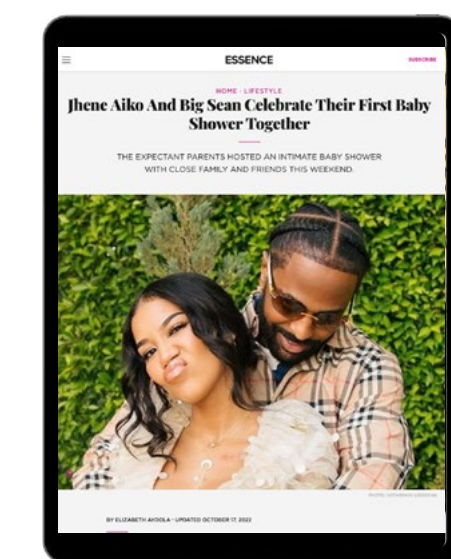 ESSENCE
SUBSCRIBE
HOME · LIFESTYLE
Jhene Aiko And Big Sean Celebrate Their First Baby
Shower Together
THE EXPECTANT PARENTS HOSTED AN INTIMATE BABY SHOWER
WITH CLOSE FAMILY AND FRIENDS THIS WEEKEND.
BY ELIZABETH AYOOLA · UPDATED OCTOBER 17, 2022